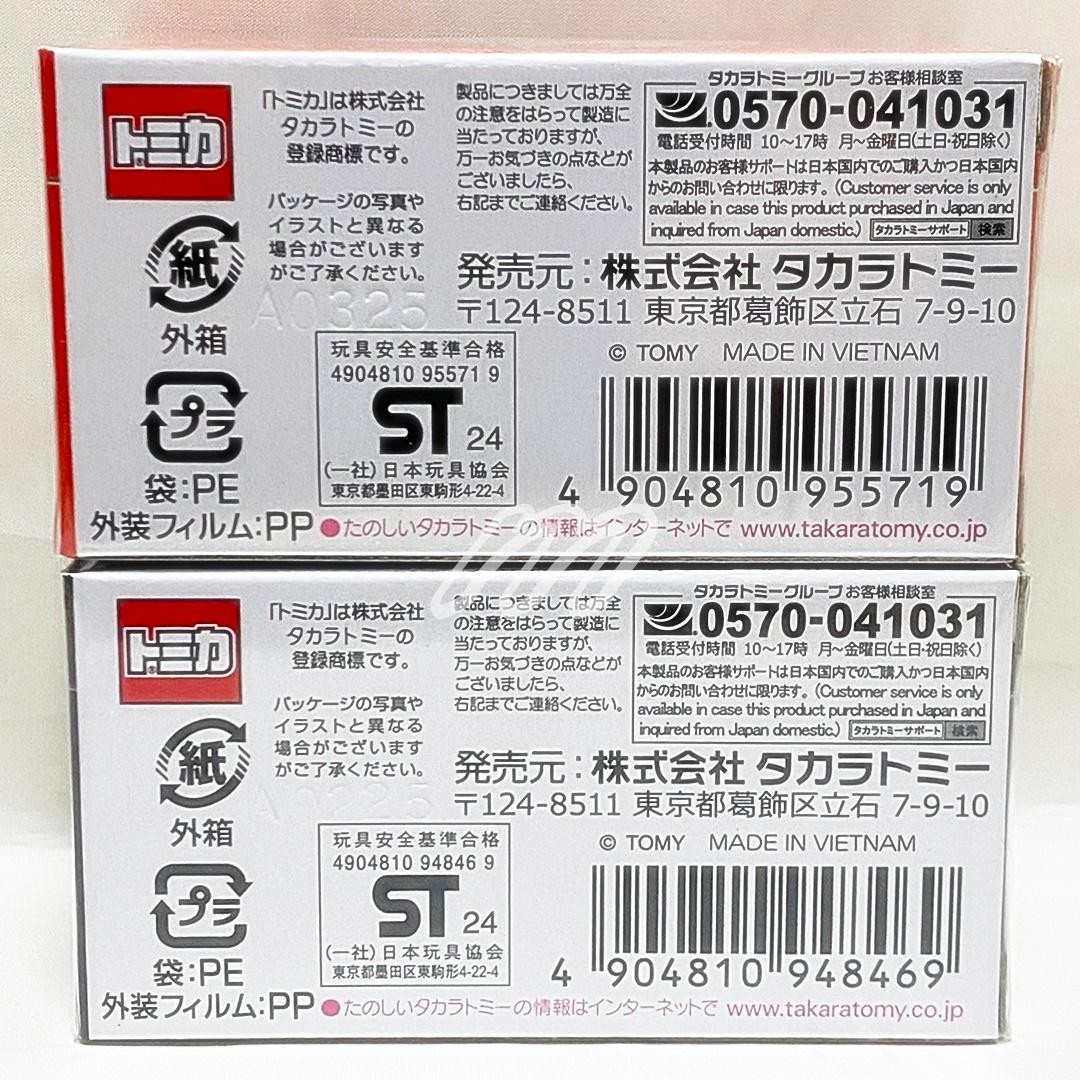 トミカ
「トミカ」は株式会社
タカラトミーの
登録商標です。
パッケージの写真や
イラストと異なる
場合がございます
がご了承ください。
A0325
紙
外箱
プラ
袋:PE
外装フィルム:PP
製品につきましては万全
の注意をはらって製造に
当たっておりますが、
万一お気づきの点などが
ございましたら、
右記までご連絡ください。
タカラトミーグループ お客様相談室
0570-041031
電話受付時間 10〜17時 月〜金曜日(土日・祝日除く)
本製品のお客様サポートは日本国内でのご購入かつ日本国内
からのお問い合わせに限ります。(Customer service is only
available in case this product purchased in Japan and
inquired from Japan domestic.) タカラトミーサポート 検索
発売元:株式会社 タカラトミー
〒124-8511 東京都葛飾区立石 7-9-10
© TOMY MADE IN VIETNAM
玩具安全基準合格
4904810 95571 9
ST 24
(一社)日本玩具協会
東京都墨田区東駒形4-22-4
4 904810 955719
●たのしいタカラトミーの情報はインターネットで www.takaratomy.co.jp
トミカ
「トミカ」は株式会社
タカラトミーの
登録商標です。
パッケージの写真や
イラストと異なる
場合がございます
がご了承ください。
A0225
紙
外箱
プラ
袋:PE
外装フィルム:PP
製品につきましては万全
の注意をはらって製造に
当たっておりますが、
万一お気づきの点などが
ございましたら、
右記までご連絡ください。
タカラトミーグループ お客様相談室
0570-041031
電話受付時間 10〜17時 月〜金曜日(土日・祝日除く)
本製品のお客様サポートは日本国内でのご購入かつ日本国内
からのお問い合わせに限ります。(Customer service is only
available in case this product purchased in Japan and
inquired from Japan domestic.) タカラトミーサポート 検索
発売元:株式会社 タカラトミー
〒124-8511 東京都葛飾区立石 7-9-10
© TOMY MADE IN VIETNAM
玩具安全基準合格
4904810 94846 9
ST 24
(一社)日本玩具協会
東京都墨田区東駒形4-22-4
4 904810 948469
●たのしいタカラトミーの情報はインターネットで www.takaratomy.co.jp